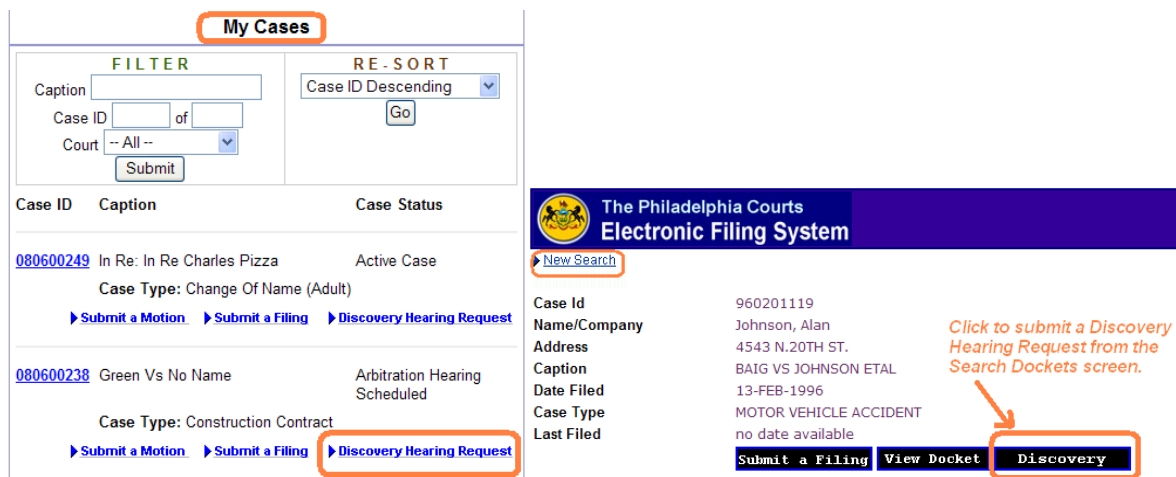 My Cases
FILTER
Caption
Case ID of
Court -- All --
Submit
RE-SORT
Case ID Descending
Go
Case ID Caption Case Status
080600249 In Re: In Re Charles Pizza Active Case
Case Type: Change Of Name (Adult)
Submit a Motion Submit a Filing Discovery Hearing Request
080600238 Green Vs No Name Arbitration Hearing
Scheduled
Case Type: Construction Contract
Submit a Motion Submit a Filing Discovery Hearing Request
The Philadelphia Courts
Electronic Filing System
New Search
Case Id 960201119
Name/Company Johnson, Alan
Address 4543 N.20TH ST.
Caption BAIG VS JOHNSON ETAL
Date Filed 13-FEB-1996
Case Type MOTOR VEHICLE ACCIDENT
Last Filed no date available
Click to submit a Discovery
Hearing Request from the
Search Dockets screen.
Submit a Filing View Docket Discovery